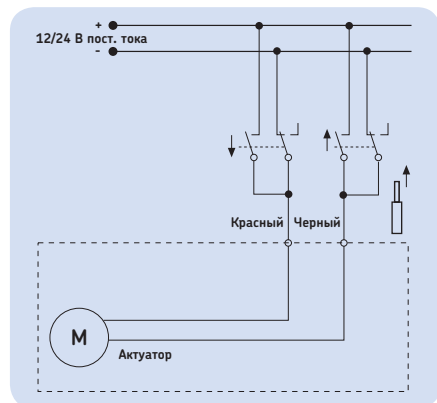 +
12/24 В пост. тока
-
Красный Черный
M
Актуатор